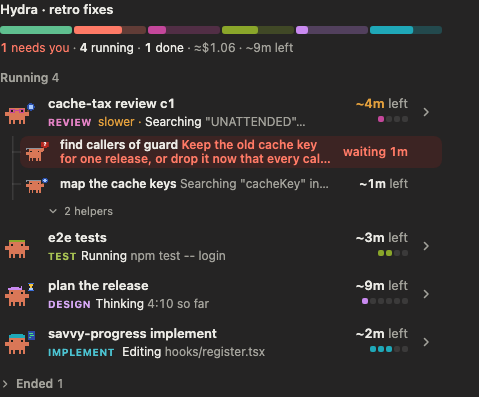 Hydra · retro fixes
1 needs you · 4 running · 1 done · ≈$1.06 · ~9m left
Running 4
cache-tax review c1
~4m left
REVIEW slower · Searching "UNATTENDED"…
find callers of guard Keep the old cache key
for one release, or drop it now that every cal…
waiting 1m
map the cache keys Searching "cacheKey" in…
~1m left
2 helpers
e2e tests
~3m left
TEST Running npm test -- login
plan the release
~9m left
DESIGN Thinking 4:10 so far
savvy-progress implement
~2m left
IMPLEMENT Editing hooks/register.tsx
Ended 1